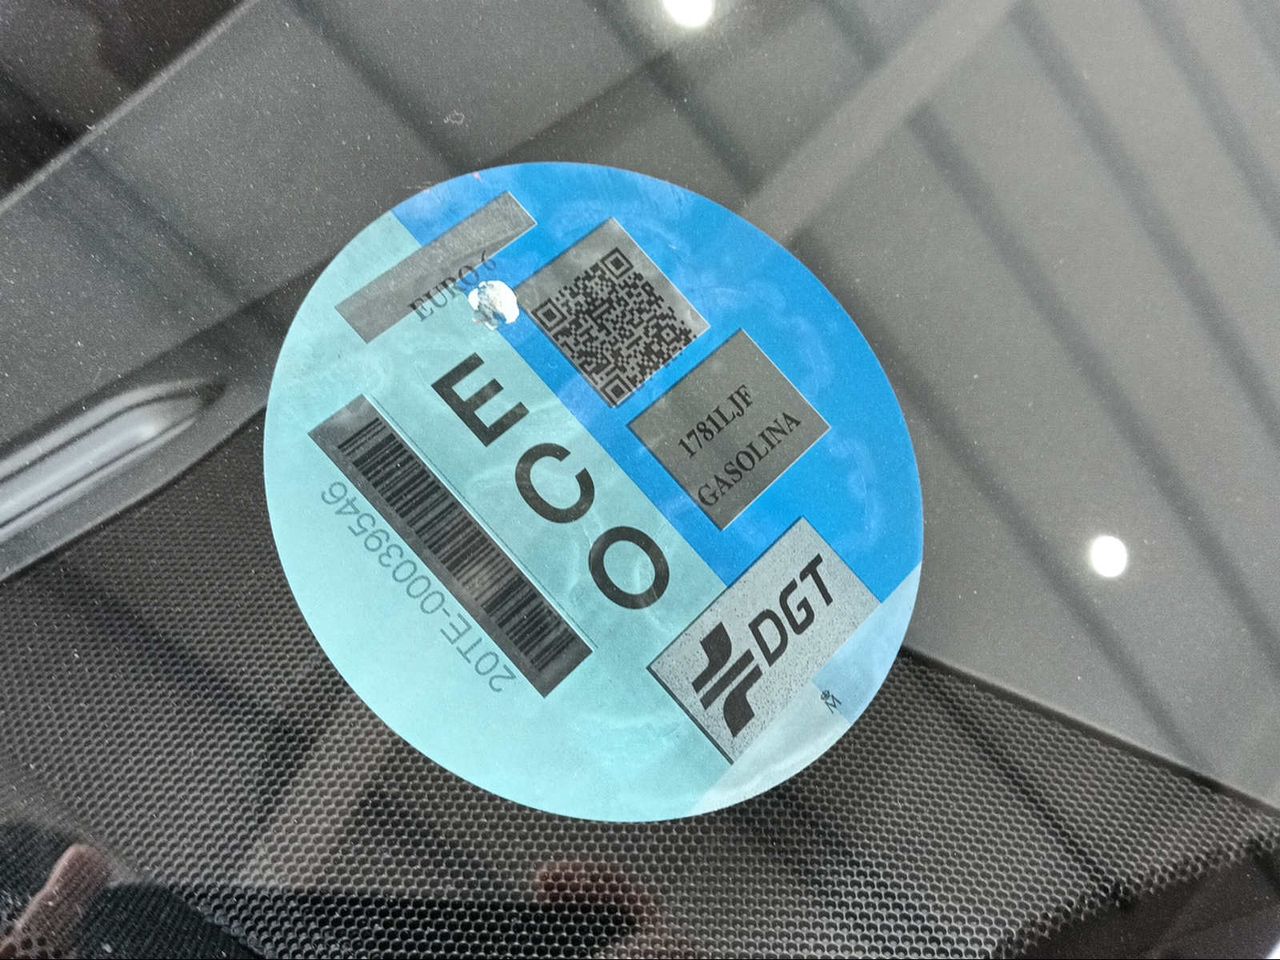 EURO 6
1781LJF
GASOLINA
ECO
DGT
20TE-00039546
M